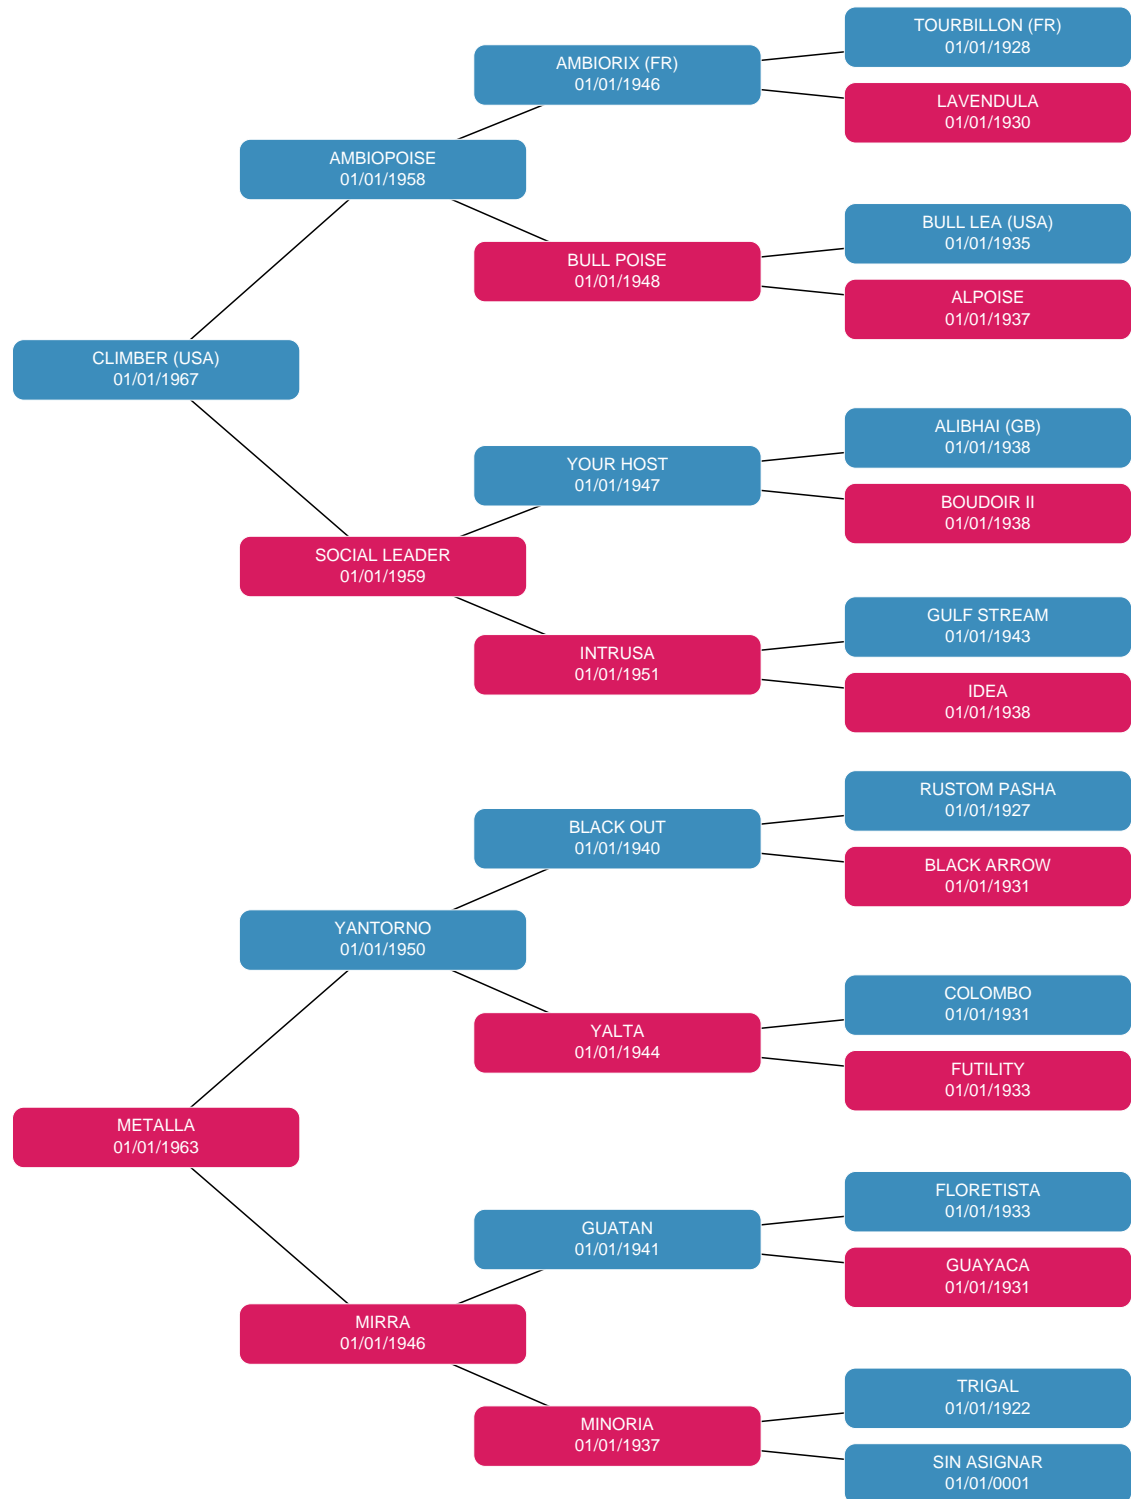 TOURBILLON (FR)
01/01/1928
AMBIORIX (FR)
01/01/1946
LAVENDULA
01/01/1930
AMBIOPOISE
01/01/1958
BULL LEA (USA)
01/01/1935
BULL POISE
01/01/1948
ALPOISE
01/01/1937
CLIMBER (USA)
01/01/1967
ALIBHAI (GB)
01/01/1938
YOUR HOST
01/01/1947
BOUDOIR II
01/01/1938
SOCIAL LEADER
01/01/1959
GULF STREAM
01/01/1943
INTRUSA
01/01/1951
IDEA
01/01/1938
RUSTOM PASHA
01/01/1927
BLACK OUT
01/01/1940
BLACK ARROW
01/01/1931
YANTORNO
01/01/1950
COLOMBO
01/01/1931
YALTA
01/01/1944
FUTILITY
01/01/1933
METALLA
01/01/1963
FLORETISTA
01/01/1933
GUATAN
01/01/1941
GUAYACA
01/01/1931
MIRRA
01/01/1946
TRIGAL
01/01/1922
MINORIA
01/01/1937
SIN ASIGNAR
01/01/0001